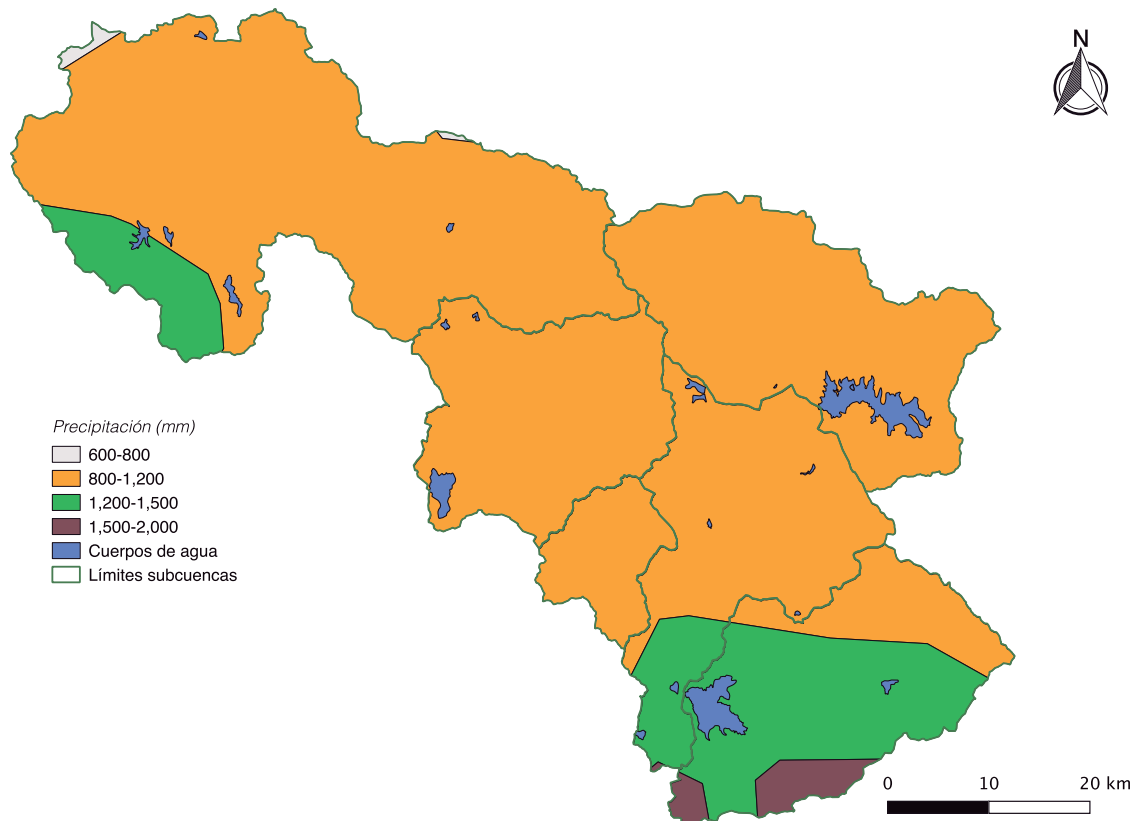 N
Precipitación (mm)
600-800
800-1,200
1,200-1,500
1,500-2,000
Cuerpos de agua
Límites subcuencas
0 10 20 km